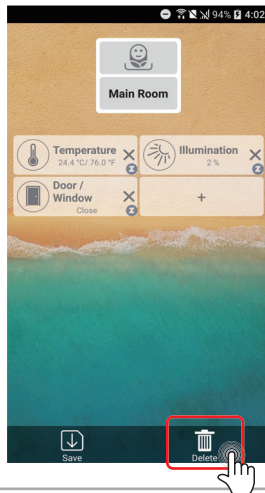 94% 4:02
Main Room
Temperature
24.4 °C/ 76.0 °F
Illumination
2 %
Door /
Window
Close
+
Save
Delete